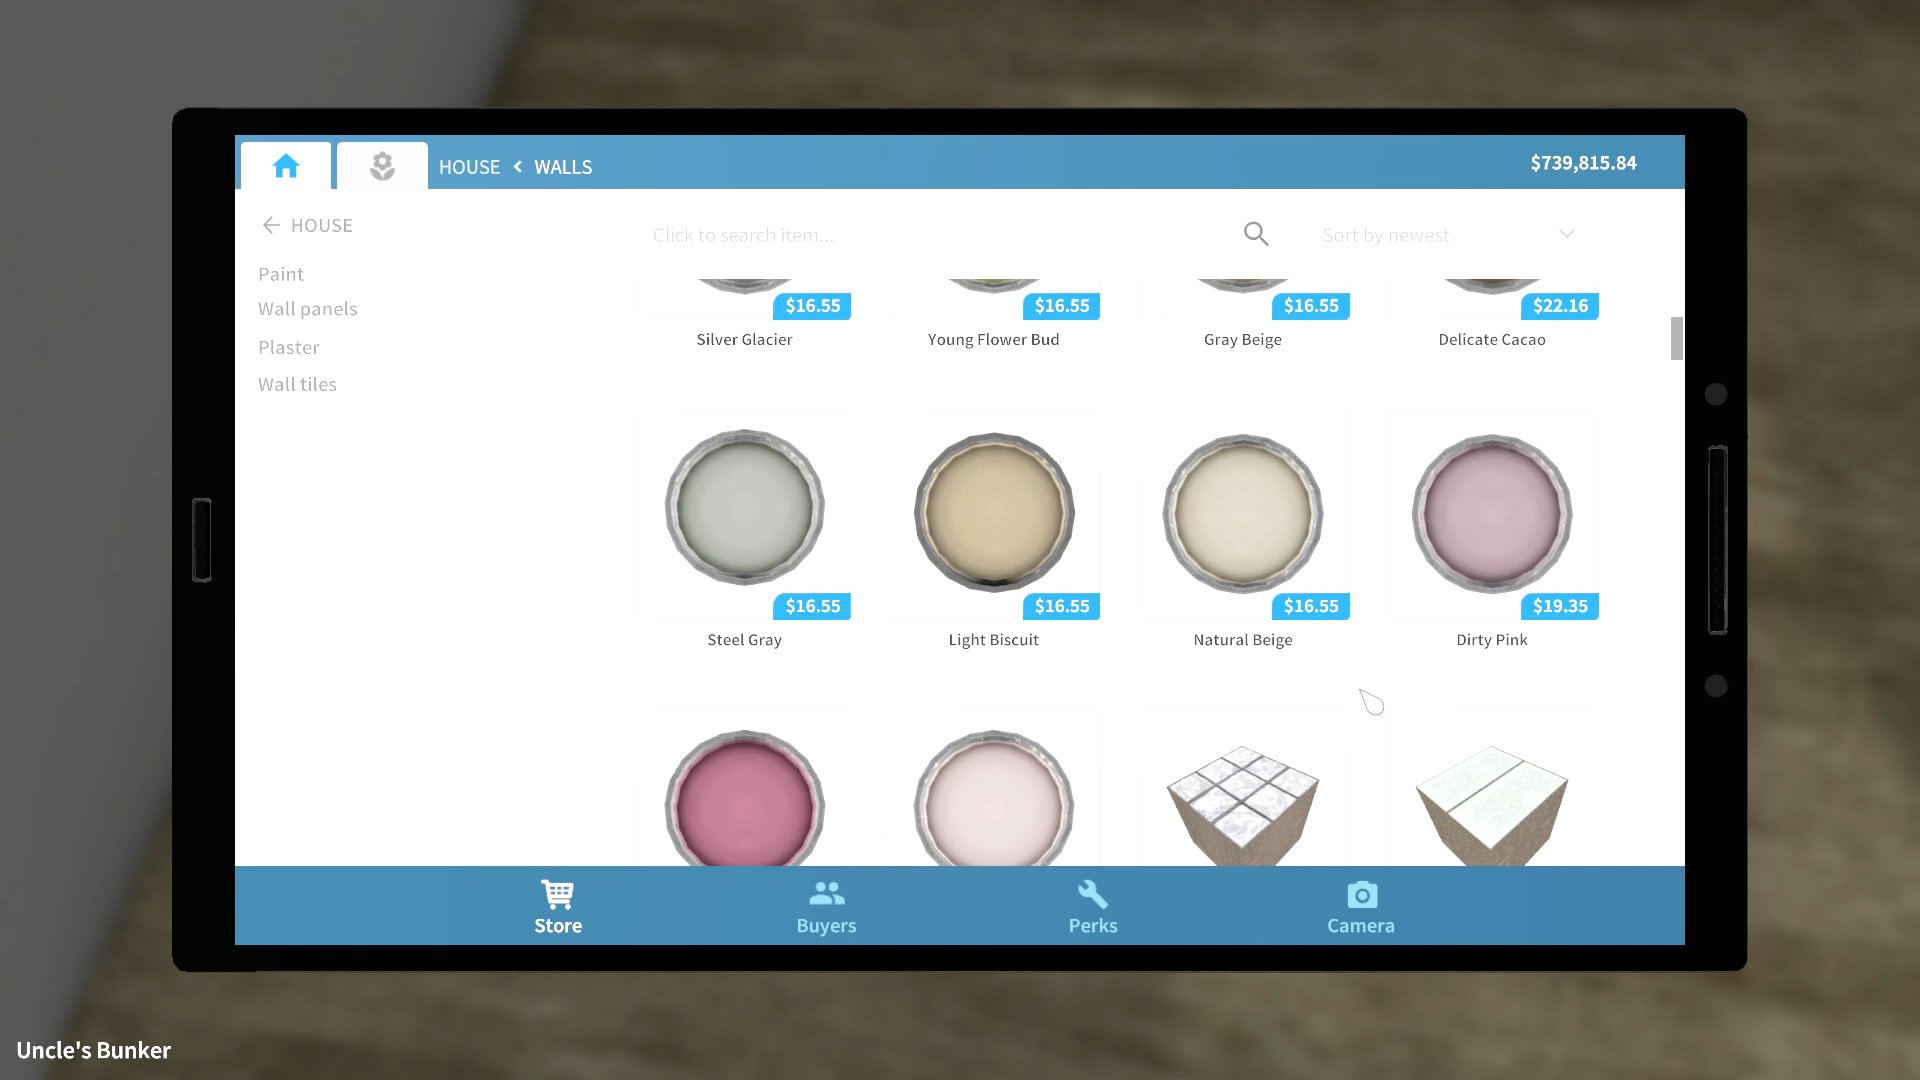 HOUSE < WALLS
$739,815.84
HOUSE
Click to search item...
Sort by newest
Paint
Wall panels
Plaster
Wall tiles
$16.55
$16.55
$16.55
$22.16
Silver Glacier
Young Flower Bud
Gray Beige
Delicate Cacao
$16.55
$16.55
$16.55
$19.35
Steel Gray
Light Biscuit
Natural Beige
Dirty Pink
Store
Buyers
Perks
Camera
Uncle's Bunker